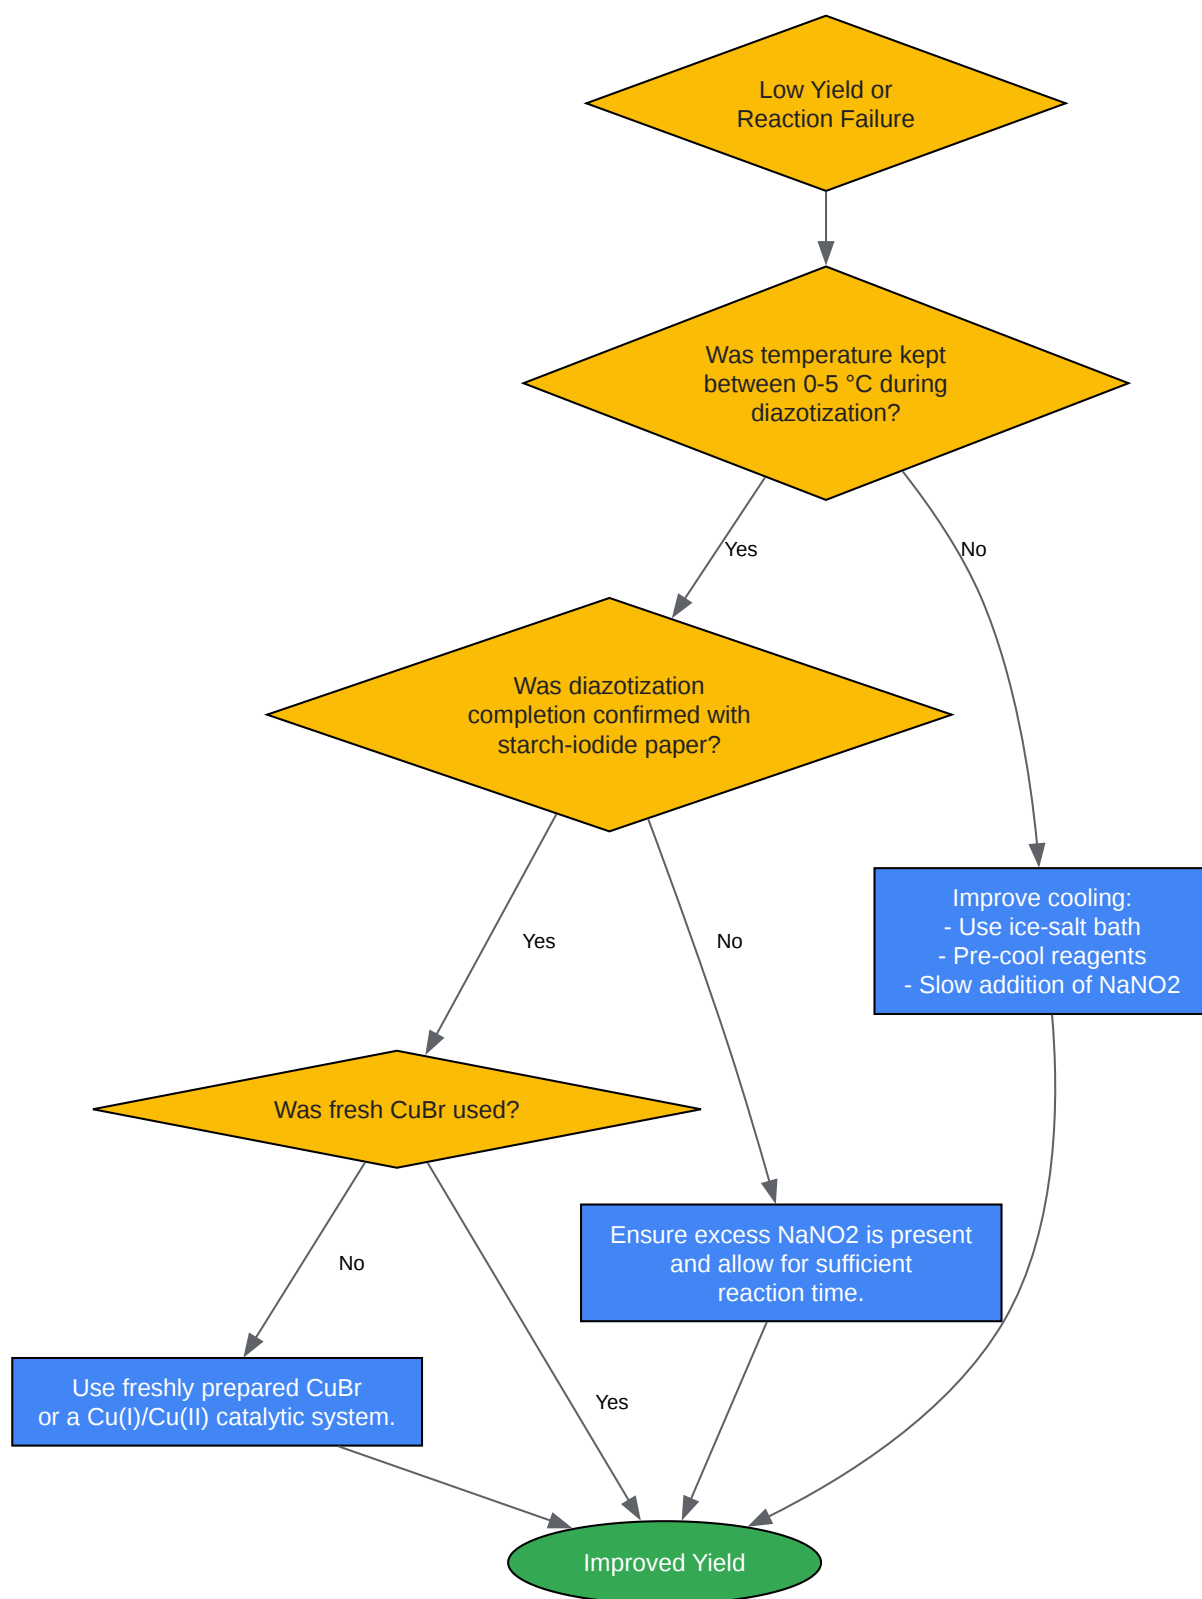 Low Yield or
Reaction Failure
Was temperature kept
between 0-5 °C during
diazotization?
Yes
No
Was diazotization
completion confirmed with
starch-iodide paper?
Improve cooling:
- Use ice-salt bath
- Pre-cool reagents
- Slow addition of NaNO2
Yes
No
Was fresh CuBr used?
Ensure excess NaNO2 is present
and allow for sufficient
reaction time.
No
Use freshly prepared CuBr
or a Cu(I)/Cu(II) catalytic system.
Yes
Improved Yield